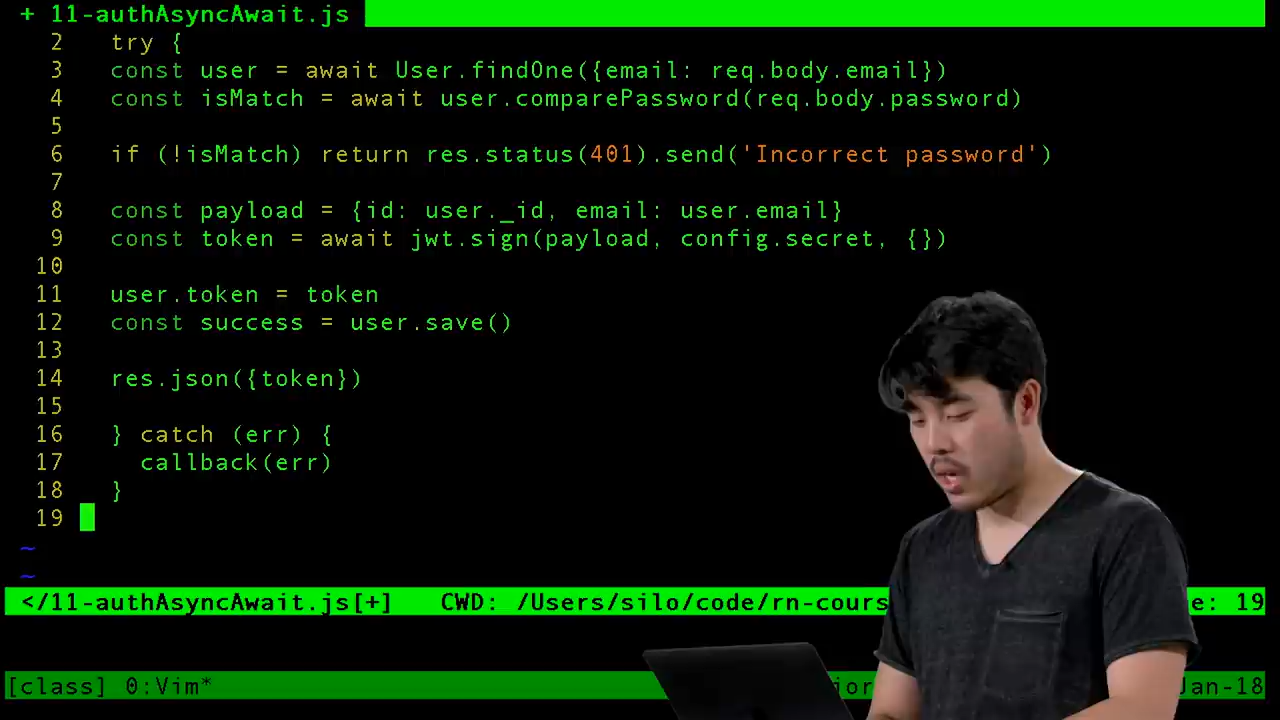 + 11-authAsyncAwait.js
2 try {
3 const user = await User.findOne({email: req.body.email})
4 const isMatch = await user.comparePassword(req.body.password)
5
6 if (!isMatch) return res.status(401).send('Incorrect password')
7
8 const payload = {id: user._id, email: user.email}
9 const token = await jwt.sign(payload, config.secret, {})
10
11 user.token = token
12 const success = user.save()
13
14 res.json({token})
15
16 } catch (err) {
17 callback(err)
18 }
19
~
~
</11-authAsyncAwait.js[+] CWD: /Users/silo/code/rn-cours e: 19
[class] 0:Vim* Jan-18